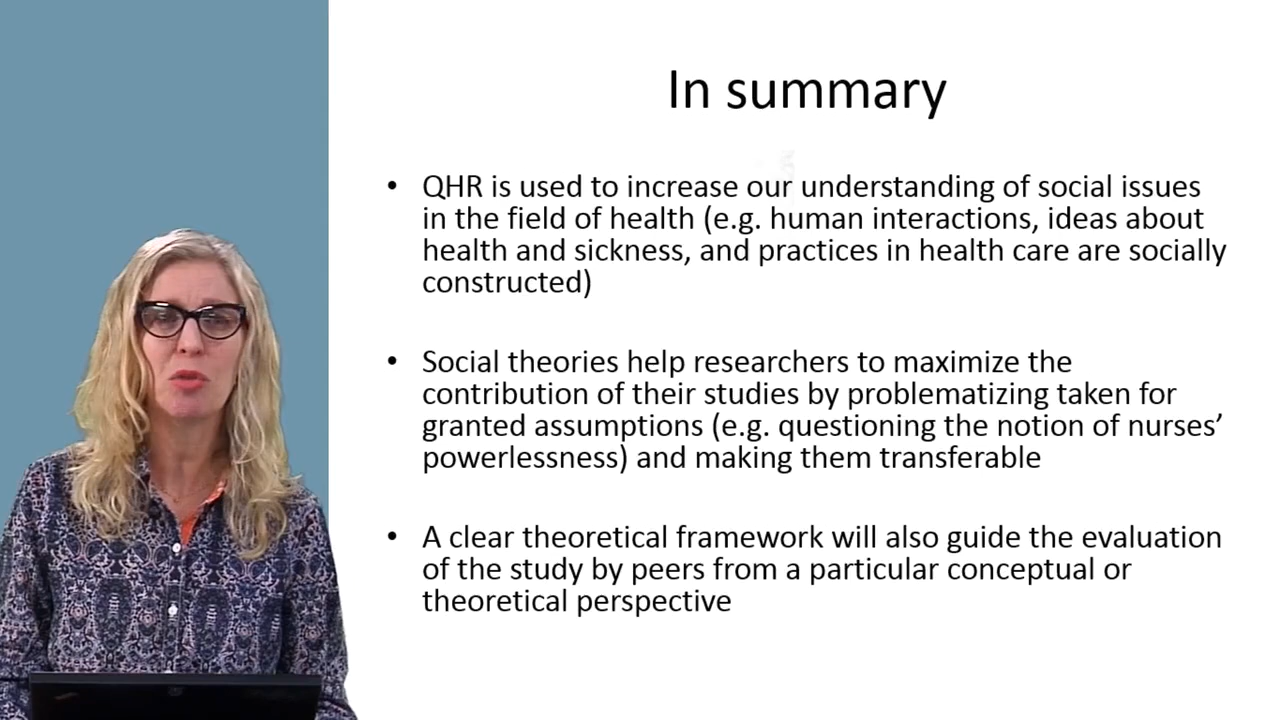 In summary
• QHR is used to increase our understanding of social issues
in the field of health (e.g. human interactions, ideas about
health and sickness, and practices in health care are socially
constructed)
• Social theories help researchers to maximize the
contribution of their studies by problematizing taken for
granted assumptions (e.g. questioning the notion of nurses’
powerlessness) and making them transferable
• A clear theoretical framework will also guide the evaluation
of the study by peers from a particular conceptual or
theoretical perspective